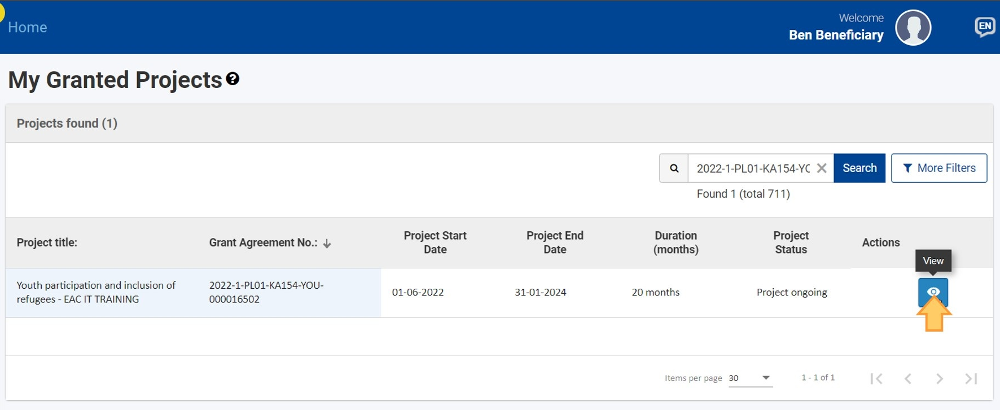 Home
Welcome
Ben Beneficiary
EN
My Granted Projects
Projects found (1)
2022-1-PL01-KA154-YO
Search
More Filters
Found 1 (total 711)
Project title:
Grant Agreement No.:
Project Start
Date
Project End
Date
Duration
(months)
Project
Status
Actions
View
Youth participation and inclusion of
refugees - EAC IT TRAINING
2022-1-PL01-KA154-YOU-
000016502
01-06-2022
31-01-2024
20 months
Project ongoing
Items per page 30
1 - 1 of 1